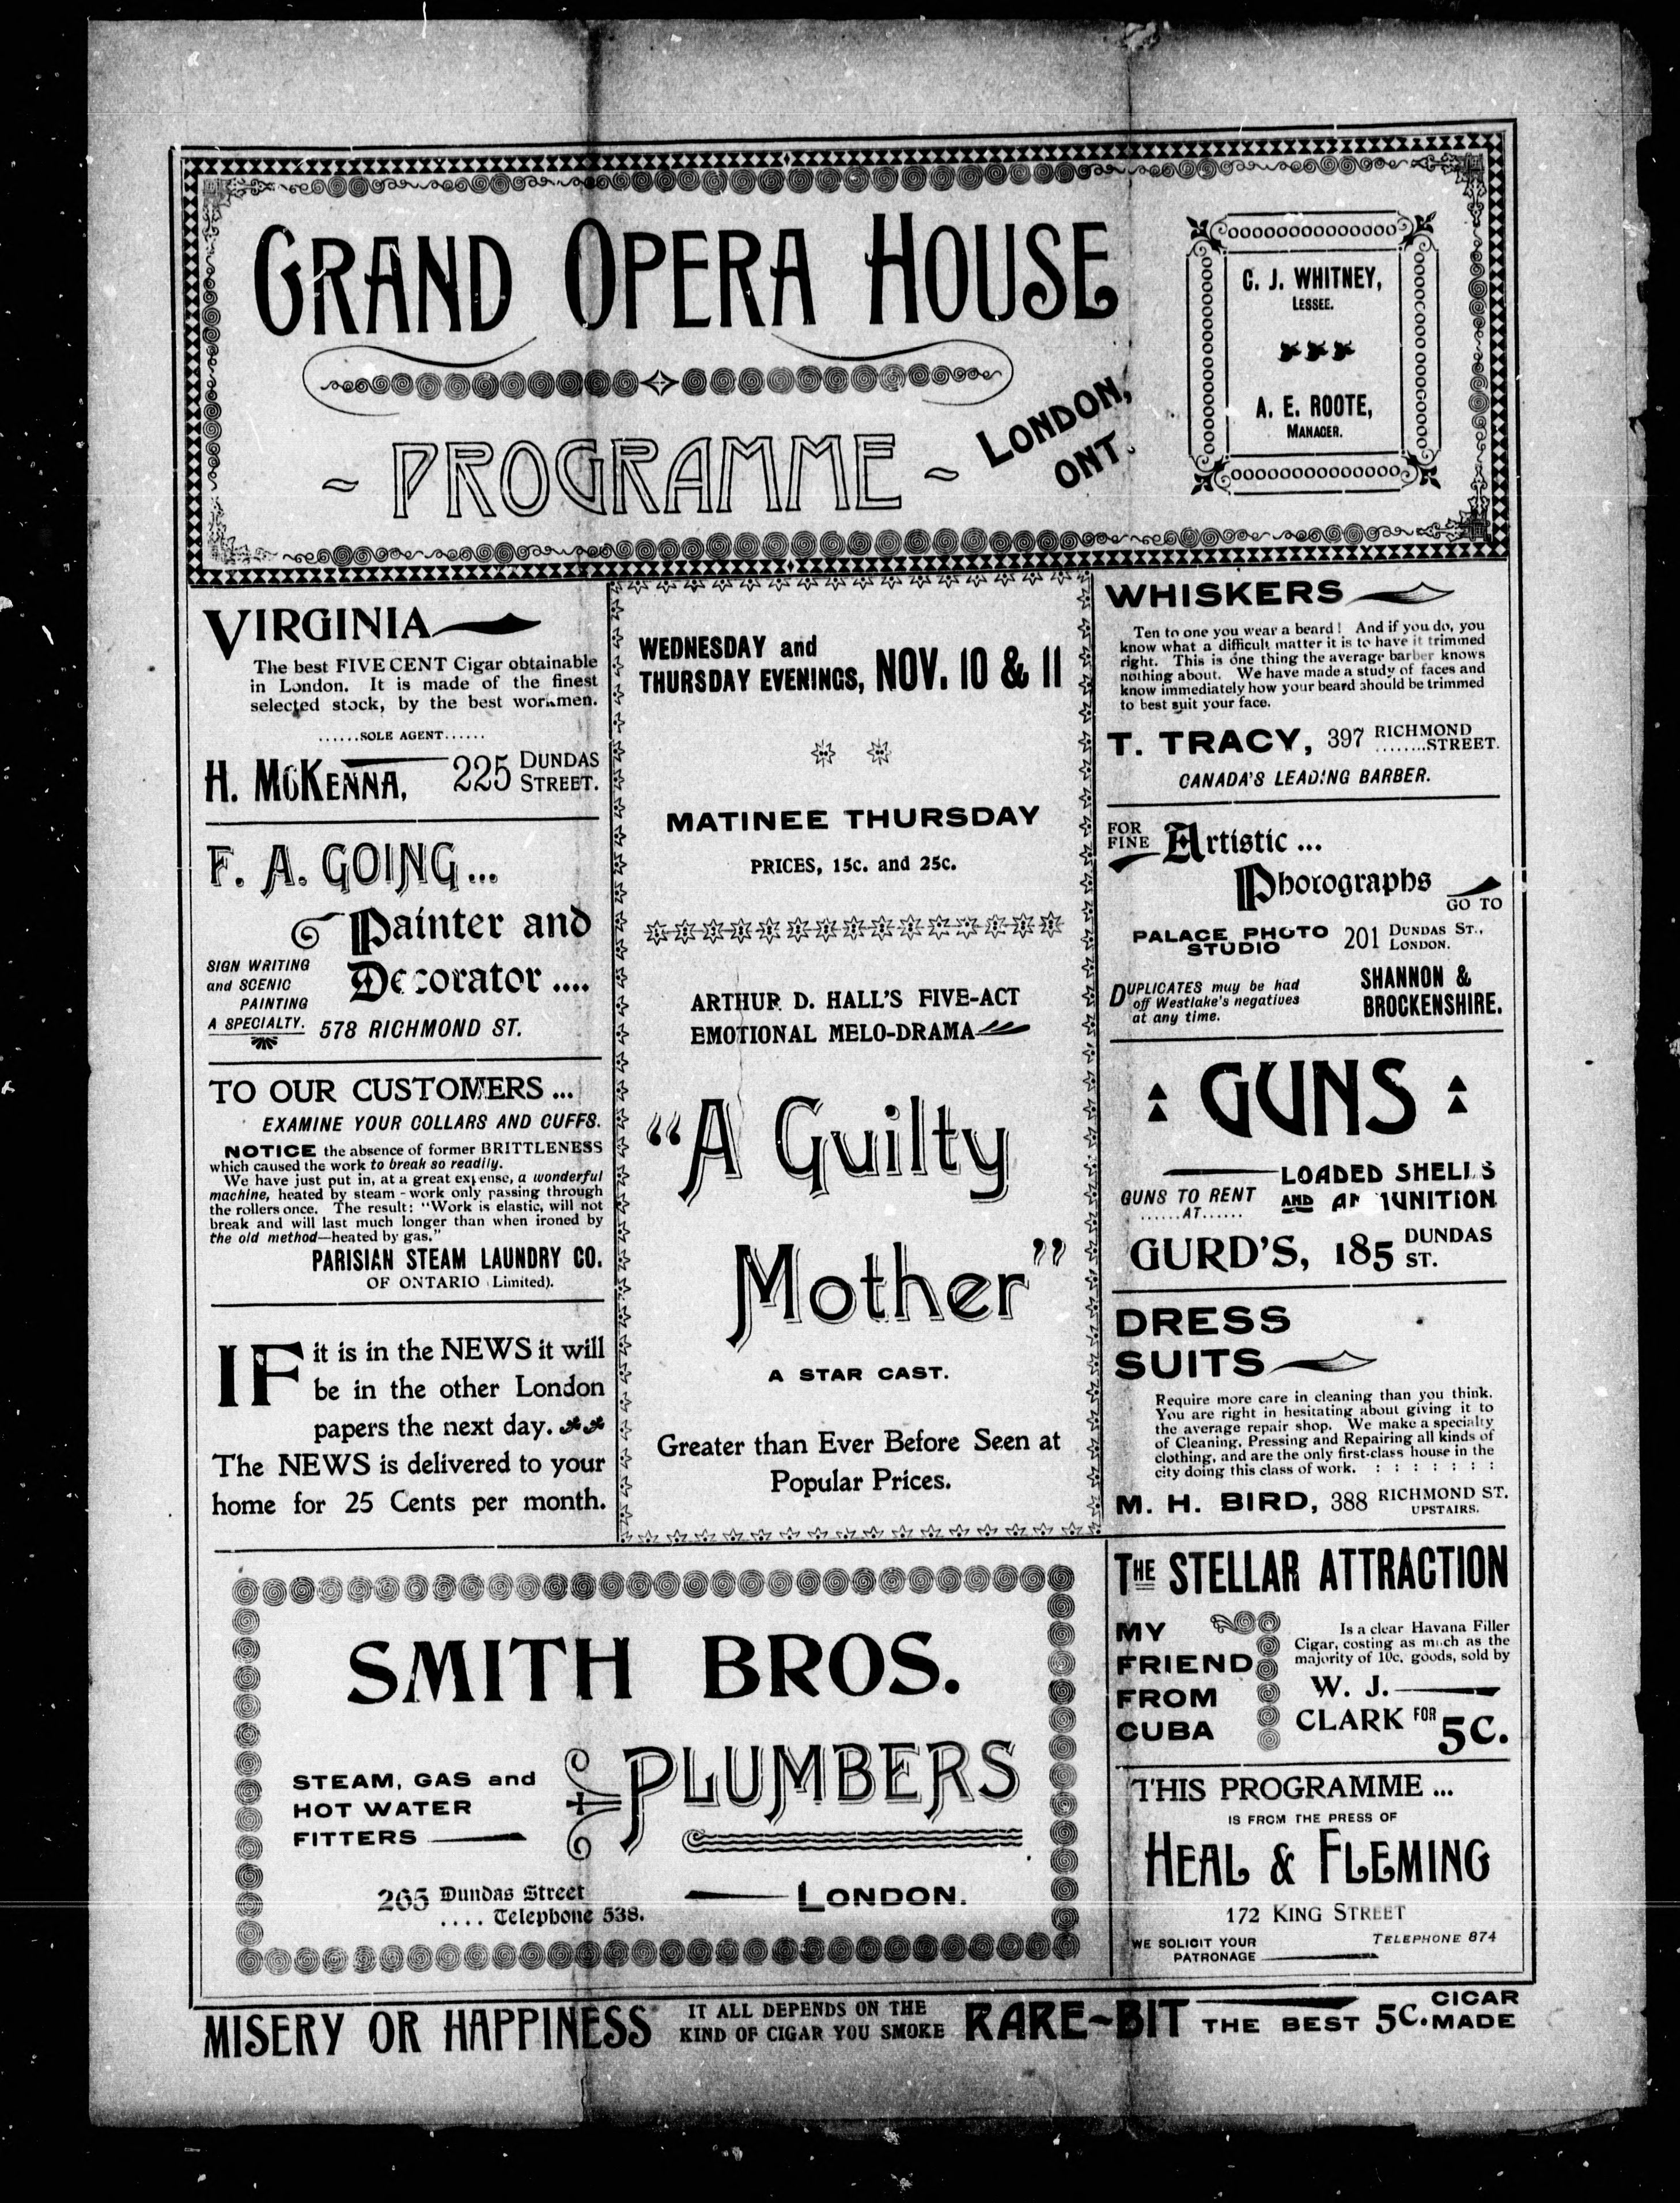 GRAND OPERA HOUSE
~ PROGRAMME ~
LONDON,
ONT.
C. J. WHITNEY,
LESSEE.
A. E. ROOTE,
MANAGER.
VIRGINIA
The best FIVE CENT Cigar obtainable
in London. It is made of the finest
selected stock, by the best workmen.
......SOLE AGENT......
H. McKENNA, 225 DUNDAS
STREET.
F. A. GOING...
Painter and
Decorator ....
SIGN WRITING
and SCENIC
PAINTING
A SPECIALTY.
578 RICHMOND ST.
TO OUR CUSTOMERS ...
EXAMINE YOUR COLLARS AND CUFFS.
NOTICE the absence of former BRITTLENESS
which caused the work to break so readily.
We have just put in, at a great expense, a wonderful
machine, heated by steam - work only passing through
the rollers once. The result: "Work is elastic, will not
break and will last much longer than when ironed by
the old method—heated by gas."
PARISIAN STEAM LAUNDRY CO.
OF ONTARIO (Limited).
IF it is in the NEWS it will
be in the other London
papers the next day.
The NEWS is delivered to your
home for 25 Cents per month.
WEDNESDAY and
THURSDAY EVENINGS, NOV. 10 & 11
MATINEE THURSDAY
PRICES, 15c. and 25c.
ARTHUR D. HALL'S FIVE-ACT
EMOTIONAL MELO-DRAMA
"A Guilty
Mother"
A STAR CAST.
Greater than Ever Before Seen at
Popular Prices.
WHISKERS
Ten to one you wear a beard! And if you do, you
know what a difficult matter it is to have it trimmed
right. This is one thing the average barber knows
nothing about. We have made a study of faces and
know immediately how your beard should be trimmed
to best suit your face.
T. TRACY, 397 RICHMOND
........STREET.
CANADA'S LEADING BARBER.
FOR
FINE Artistic ...
Photographs
GO TO
PALACE PHOTO
STUDIO
201 DUNDAS ST.,
LONDON.
DUPLICATES may be had
off Westlake's negatives
at any time.
SHANNON &
BROCKENSHIRE.
GUNS
GUNS TO RENT
......AT......
LOADED SHELLS
AND AMMUNITION
GURD'S, 185 DUNDAS
ST.
DRESS
SUITS
Require more care in cleaning than you think.
You are right in hesitating about giving it to
the average repair shop. We make a specialty
of Cleaning, Pressing and Repairing all kinds of
clothing, and are the only first-class house in the
city doing this class of work. : : : : : : :
M. H. BIRD, 388 RICHMOND ST.
UPSTAIRS.
SMITH BROS.
PLUMBERS
STEAM, GAS and
HOT WATER
FITTERS
265 Dundas Street
.... Telephone 538.
LONDON.
THE STELLAR ATTRACTION
MY
FRIEND
FROM
CUBA
Is a clear Havana Filler
Cigar, costing as much as the
majority of 10c. goods, sold by
W. J.
CLARK FOR 5C.
THIS PROGRAMME ...
IS FROM THE PRESS OF
HEAL & FLEMING
172 KING STREET
WE SOLICIT YOUR
PATRONAGE
TELEPHONE 874
MISERY OR HAPPINESS IT ALL DEPENDS ON THE
KIND OF CIGAR YOU SMOKE RARE-BIT THE BEST 5C. CIGAR
MADE